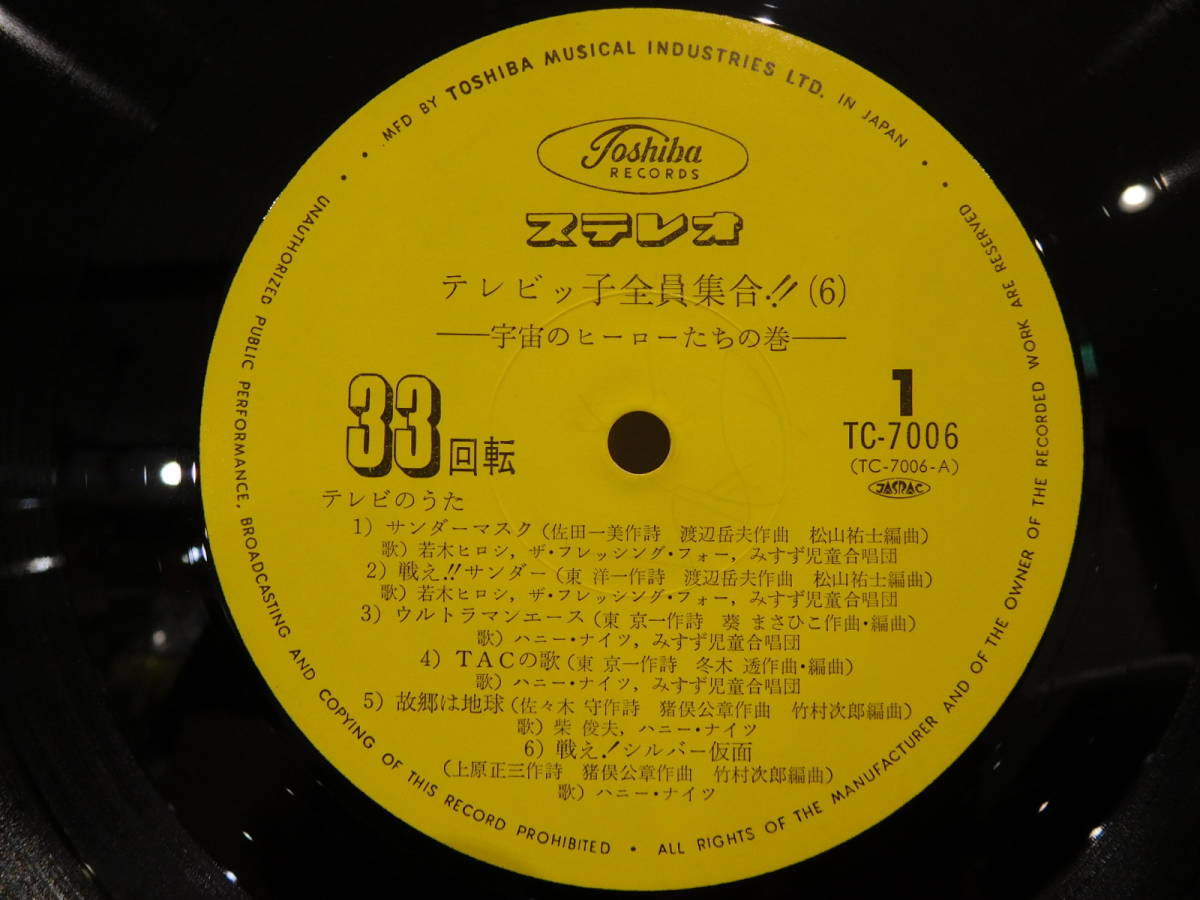 MFD BY TOSHIBA MUSICAL INDUSTRIES LTD. IN JAPAN
Toshiba
RECORDS
ステレオ
テレビッ子全員集合!!(6)
──宇宙のヒーローたちの巻──
33回転
1
TC-7006
(TC-7006-A)
JASRAC
テレビのうた
1) サンダーマスク(佐田一美作詩 渡辺岳夫作曲 松山祐士編曲)
歌) 若木ヒロシ, ザ・フレッシング・フォー, みすず児童合唱団
2) 戦え!!サンダー(東 洋一作詩 渡辺岳夫作曲 松山祐士編曲)
歌) 若木ヒロシ, ザ・フレッシング・フォー, みすず児童合唱団
3) ウルトラマンエース(東 京一作詩 葵 まさひこ作曲・編曲)
歌) ハニー・ナイツ, みすず児童合唱団
4) TACの歌(東 京一作詩 冬木 透作曲・編曲)
歌) ハニー・ナイツ, みすず児童合唱団
5) 故郷は地球(佐々木 守作詩 猪俣公章作曲 竹村次郎編曲)
歌) 柴 俊夫, ハニー・ナイツ
6) 戦え!シルバー仮面
(上原正三作詩 猪俣公章作曲 竹村次郎編曲)
歌) ハニー・ナイツ
UNAUTHORIZED PUBLIC PERFORMANCE, BROADCASTING AND COPYING OF THIS RECORD PROHIBITED • ALL RIGHTS OF THE MANUFACTURER AND OF THE OWNER OF THE RECORDED WORK ARE RESERVED